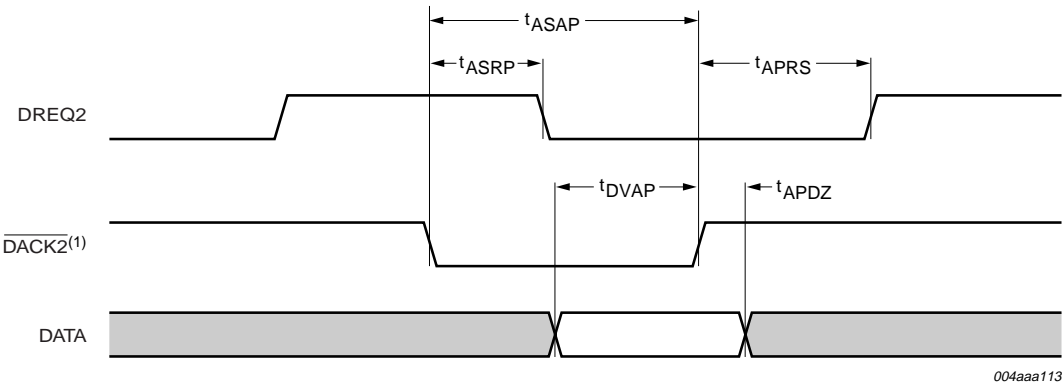 tASAP
tASRP
tAPRS
DREQ2
tDVAP
tAPDZ
DACK2(1)
DATA
004aaa113